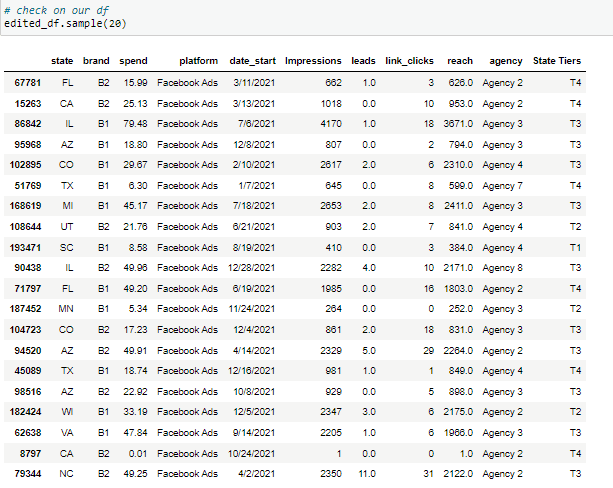 # check on our df
edited_df.sample(20)
state brand spend platform date_start Impressions leads link_clicks reach agency State Tiers
67781 FL B2 15.99 Facebook Ads 3/11/2021 662 1.0 3 626.0 Agency 2 T4
15263 CA B2 25.13 Facebook Ads 3/13/2021 1018 0.0 10 953.0 Agency 2 T4
86842 IL B1 79.48 Facebook Ads 7/6/2021 4170 1.0 18 3671.0 Agency 3 T3
95968 AZ B1 18.80 Facebook Ads 12/8/2021 807 0.0 2 794.0 Agency 3 T3
102895 CO B1 29.67 Facebook Ads 2/10/2021 2617 2.0 6 2310.0 Agency 4 T3
51769 TX B1 6.30 Facebook Ads 1/7/2021 645 0.0 8 599.0 Agency 7 T4
168619 MI B1 45.17 Facebook Ads 7/18/2021 2653 2.0 8 2411.0 Agency 3 T3
108644 UT B2 21.76 Facebook Ads 6/21/2021 903 2.0 7 841.0 Agency 4 T2
193471 SC B1 8.58 Facebook Ads 8/19/2021 410 0.0 3 384.0 Agency 4 T1
90438 IL B2 49.96 Facebook Ads 12/28/2021 2282 4.0 10 2171.0 Agency 8 T3
71797 FL B1 49.20 Facebook Ads 6/19/2021 1985 0.0 16 1803.0 Agency 2 T4
187452 MN B1 5.34 Facebook Ads 11/24/2021 264 0.0 0 252.0 Agency 3 T2
104723 CO B2 17.23 Facebook Ads 12/4/2021 861 2.0 18 831.0 Agency 3 T3
94520 AZ B2 49.91 Facebook Ads 4/14/2021 2329 5.0 29 2264.0 Agency 2 T3
45089 TX B1 18.74 Facebook Ads 12/16/2021 981 1.0 1 849.0 Agency 4 T4
98516 AZ B2 22.92 Facebook Ads 10/8/2021 929 0.0 5 898.0 Agency 3 T3
182424 WI B1 33.19 Facebook Ads 12/5/2021 2347 3.0 6 2175.0 Agency 2 T2
62638 VA B1 47.84 Facebook Ads 9/14/2021 2205 1.0 6 1966.0 Agency 3 T3
8797 CA B2 0.01 Facebook Ads 10/24/2021 1 0.0 0 1.0 Agency 2 T4
79344 NC B2 49.25 Facebook Ads 4/2/2021 2350 11.0 31 2122.0 Agency 2 T3